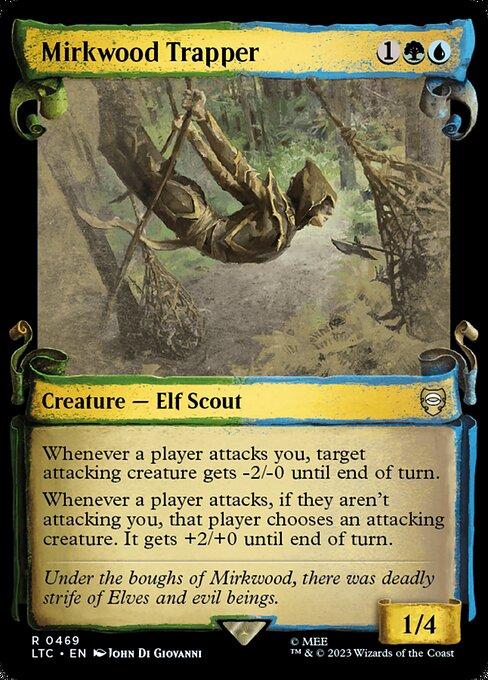 Mirkwood Trapper 1
Creature — Elf Scout
Whenever a player attacks you, target
attacking creature gets -2/-0 until end of turn.
Whenever a player attacks, if they aren't
attacking you, that player chooses an attacking
creature. It gets +2/+0 until end of turn.
Under the boughs of Mirkwood, there was deadly
strife of Elves and evil beings.
1/4
R 0469
LTC • EN John Di Giovanni
© MEE
™ & © 2023 Wizards of the Coast